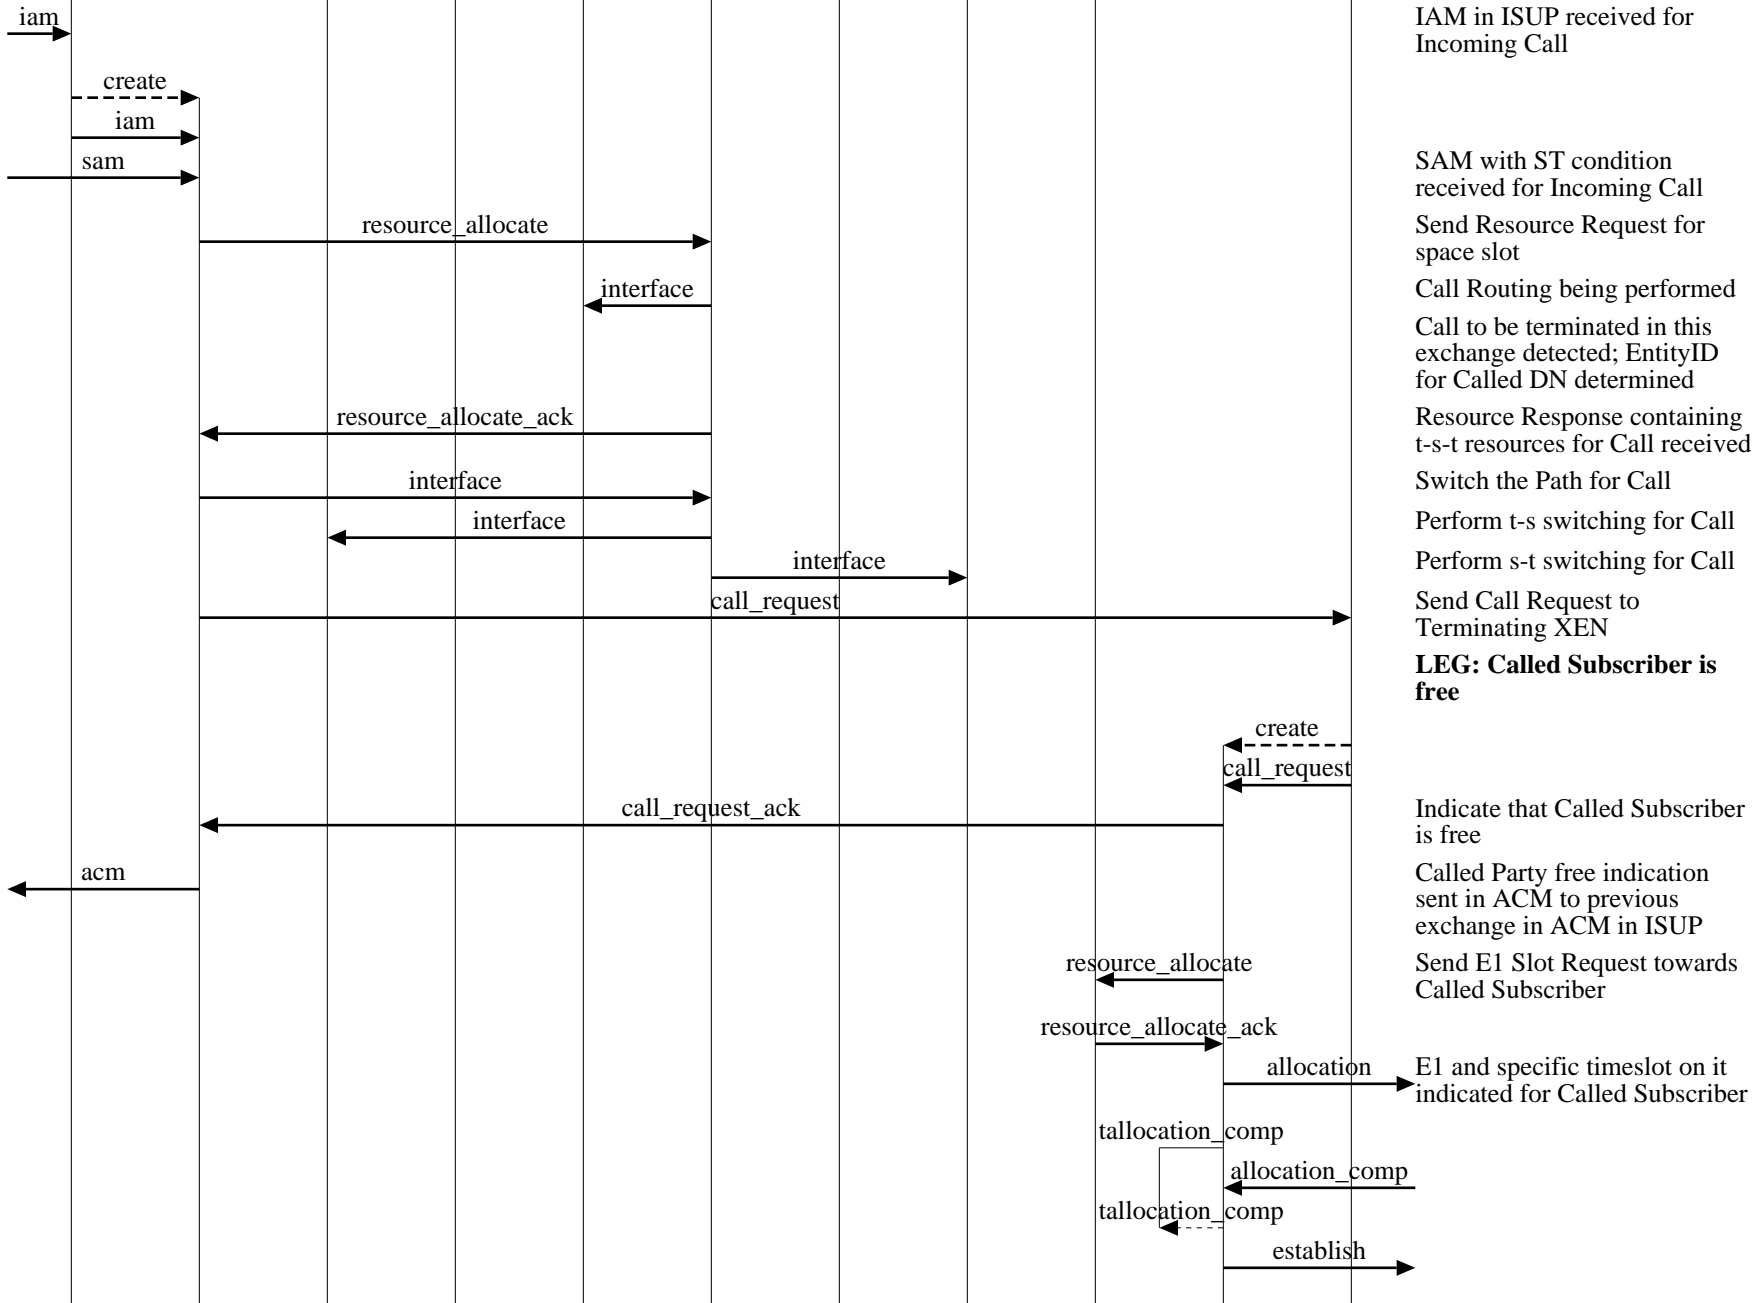 iam
IAM in ISUP received for
Incoming Call
create
iam
sam
SAM with ST condition
received for Incoming Call
resource_allocate
Send Resource Request for
space slot
interface
Call Routing being performed
Call to be terminated in this
exchange detected; EntityID
for Called DN determined
resource_allocate_ack
Resource Response containing
t-s-t resources for Call received
interface
Switch the Path for Call
interface
Perform t-s switching for Call
interface
Perform s-t switching for Call
call_request
Send Call Request to
Terminating XEN
LEG: Called Subscriber is
free
create
call_request
call_request_ack
Indicate that Called Subscriber
is free
acm
Called Party free indication
sent in ACM to previous
exchange in ACM in ISUP
resource_allocate
Send E1 Slot Request towards
Called Subscriber
resource_allocate_ack
allocation
E1 and specific timeslot on it
indicated for Called Subscriber
tallocation_comp
allocation_comp
tallocation_comp
establish